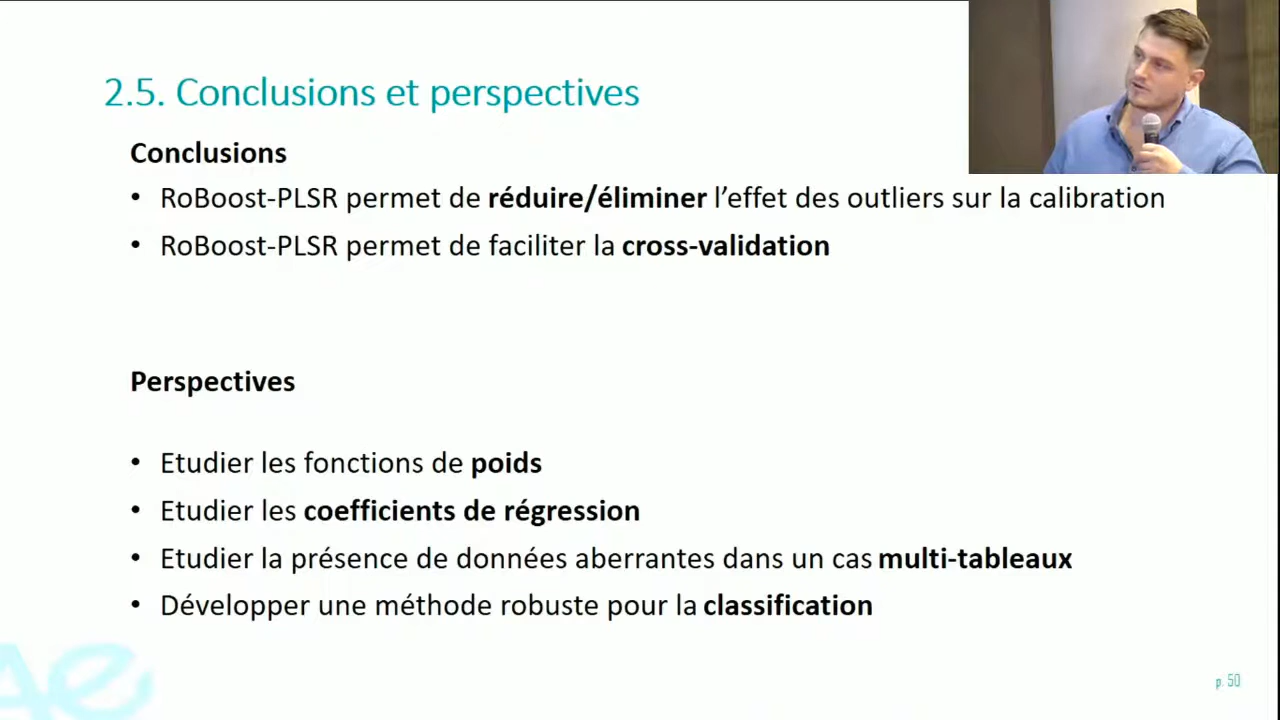 2.5. Conclusions et perspectives
Conclusions
• RoBoost-PLSR permet de réduire/éliminer l’effet des outliers sur la calibration
• RoBoost-PLSR permet de faciliter la cross-validation
Perspectives
• Etudier les fonctions de poids
• Etudier les coefficients de régression
• Etudier la présence de données aberrantes dans un cas multi-tableaux
• Développer une méthode robuste pour la classification
p. 50